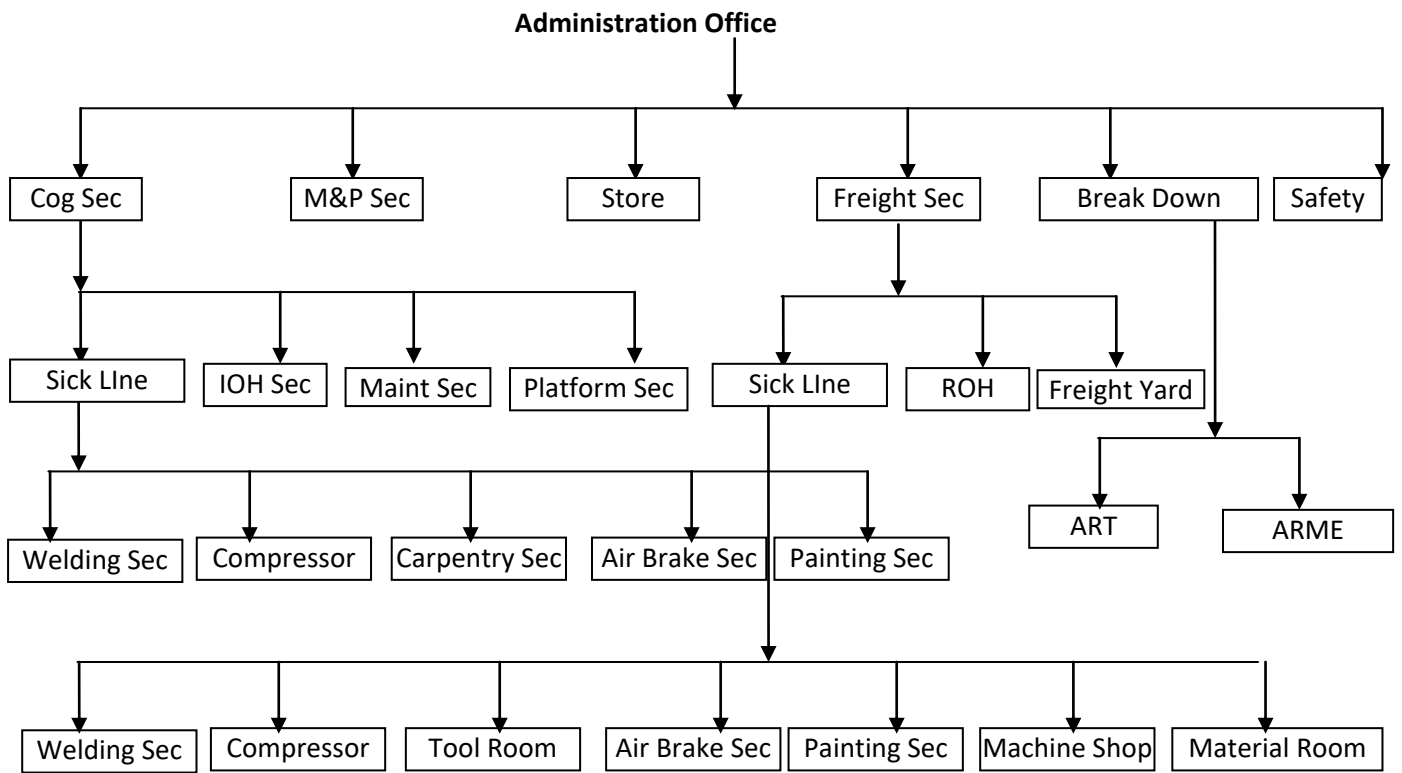 Administration Office
Cog Sec
M&P Sec
Store
Freight Sec
Break Down
Safety
Sick LIne
IOH Sec
Maint Sec
Platform Sec
Sick LIne
ROH
Freight Yard
ART
ARME
Welding Sec
Compressor
Carpentry Sec
Air Brake Sec
Painting Sec
Welding Sec
Compressor
Tool Room
Air Brake Sec
Painting Sec
Machine Shop
Material Room